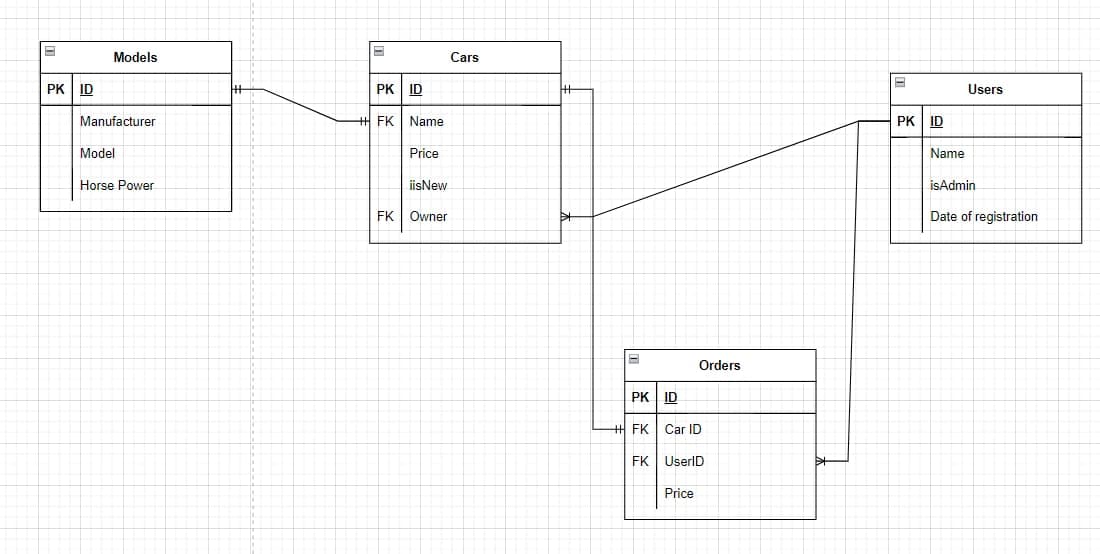 Models
PK ID
Manufacturer
Model
Horse Power
Cars
PK ID
FK Name
Price
iisNew
FK Owner
Users
PK ID
Name
isAdmin
Date of registration
Orders
PK ID
FK Car ID
FK UserID
Price